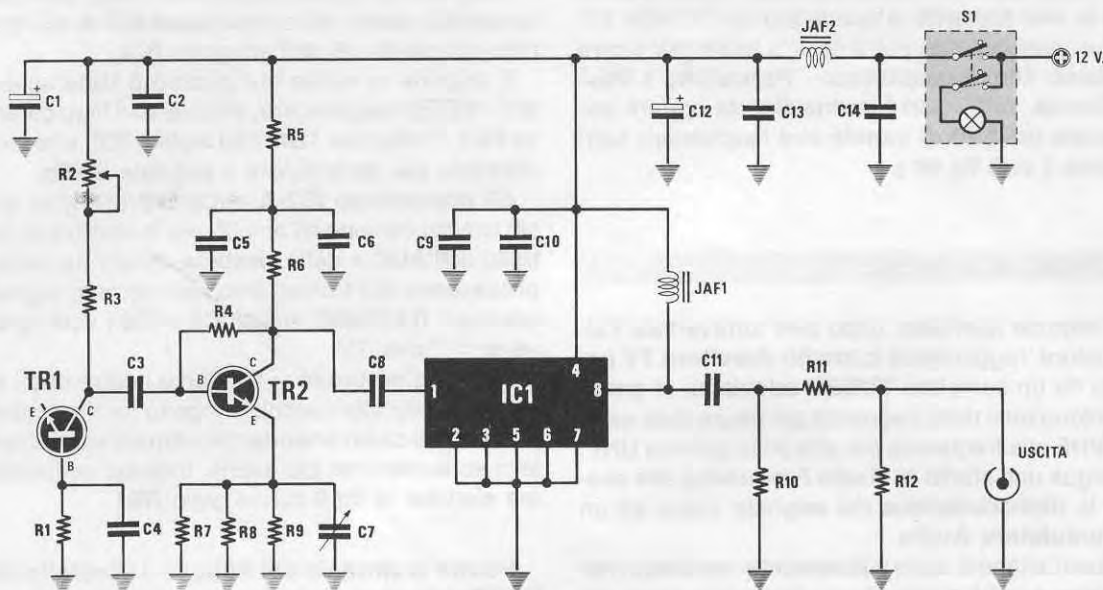 JAF2
S1
12 V.
C1
C2
R5
C12
C13
C14
R2
C5
C6
C9
C10
R6
JAF1
R3
R4
C3
C8
C11
R11
TR1
TR2
B
C
E
E
C
B
1
IC1
4
8
2
3
5
6
7
R10
R12
USCITA
R1
C4
R7
R8
R9
C7